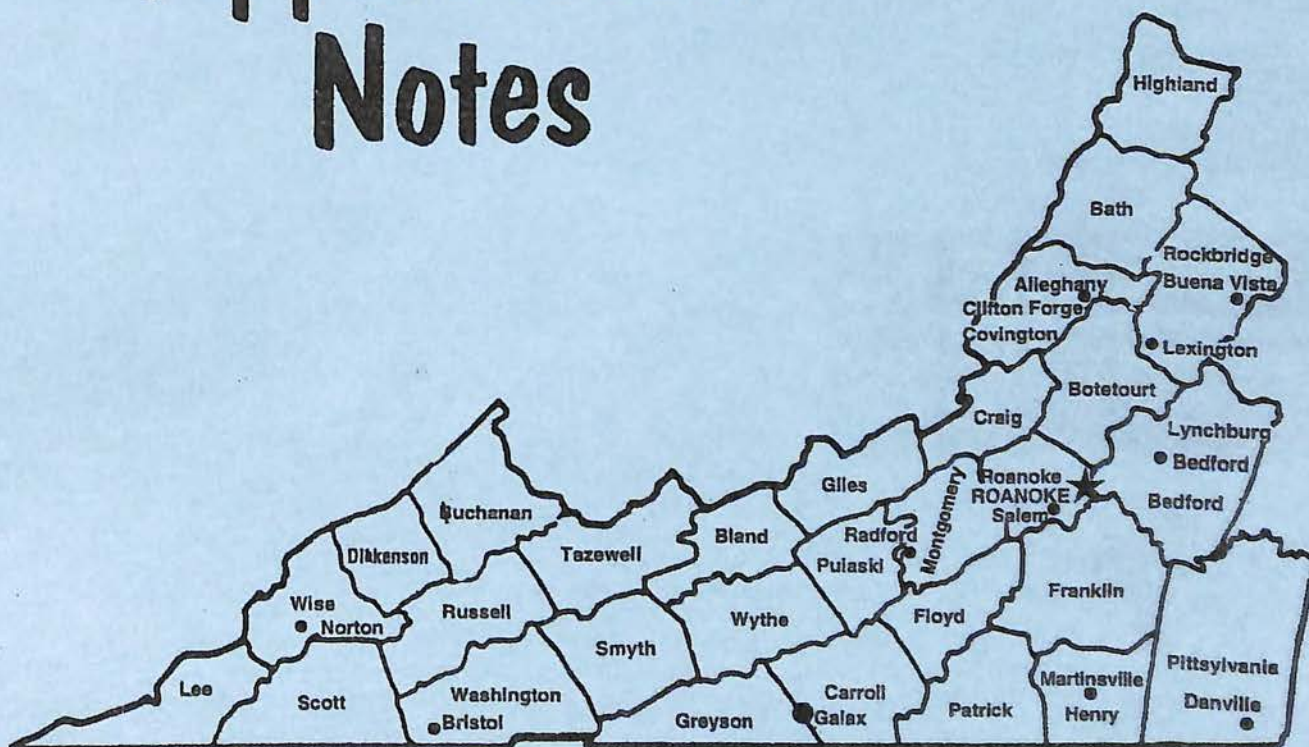 Notes
Highland
Bath
Rockbridge
Alleghany
Buena Vista
Clifton Forge
Covington
Lexington
Botetourt
Craig
Lynchburg
Bedford
Giles
Roanoke
ROANOKE
Bedford
Salem
Montgomery
Buchanan
Radford
Bland
Dickenson
Tazewell
Pulaski
Franklin
Wise
Russell
Wythe
Floyd
Norton
Smyth
Pittsylvania
Martinsville
Lee
Washington
Carroll
Scott
Danville
Patrick
Henry
Bristol
Greyson
Galax